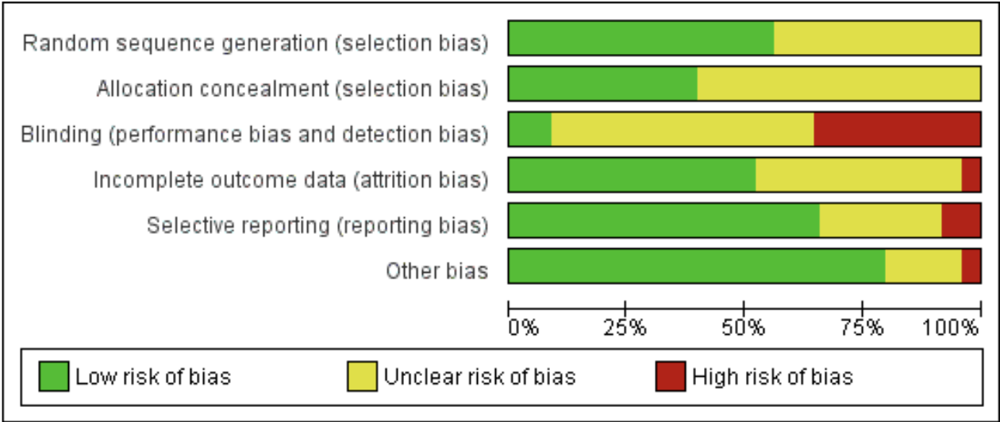 Random sequence generation (selection bias)
Allocation concealment (selection bias)
Blinding (performance bias and detection bias)
Incomplete outcome data (attrition bias)
Selective reporting (reporting bias)
Other bias
0% 25% 50% 75% 100%
Low risk of bias Unclear risk of bias High risk of bias